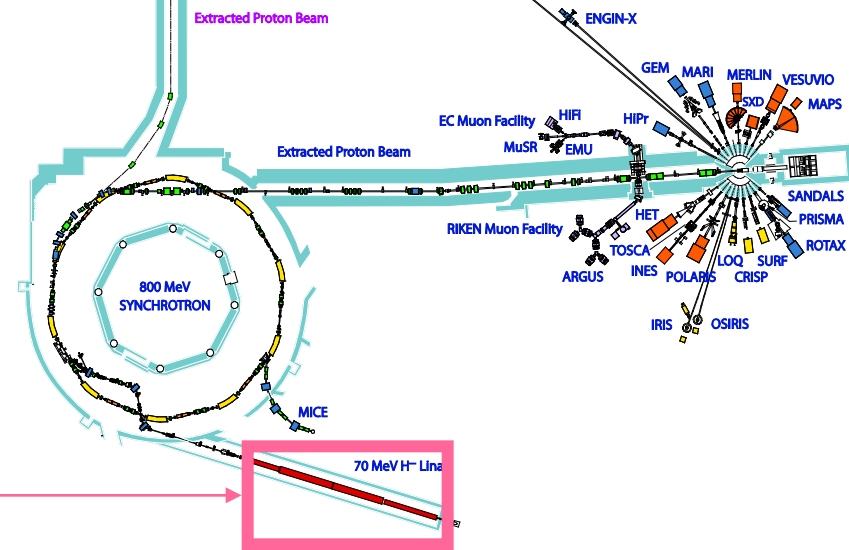 Extracted Proton Beam
ENGIN-X
GEM
MARI
MERLIN
VESUVIO
SXD
MAPS
HiPr
EC Muon Facility
HIFI
MuSR
EMU
Extracted Proton Beam
SANDALS
PRISMA
ROTAX
HET
RIKEN Muon Facility
TOSCA
ARGUS
INES
POLARIS
LOQ
SURF
CRISP
800 MeV
SYNCHROTRON
IRIS
OSIRIS
MICE
70 MeV H– Lina